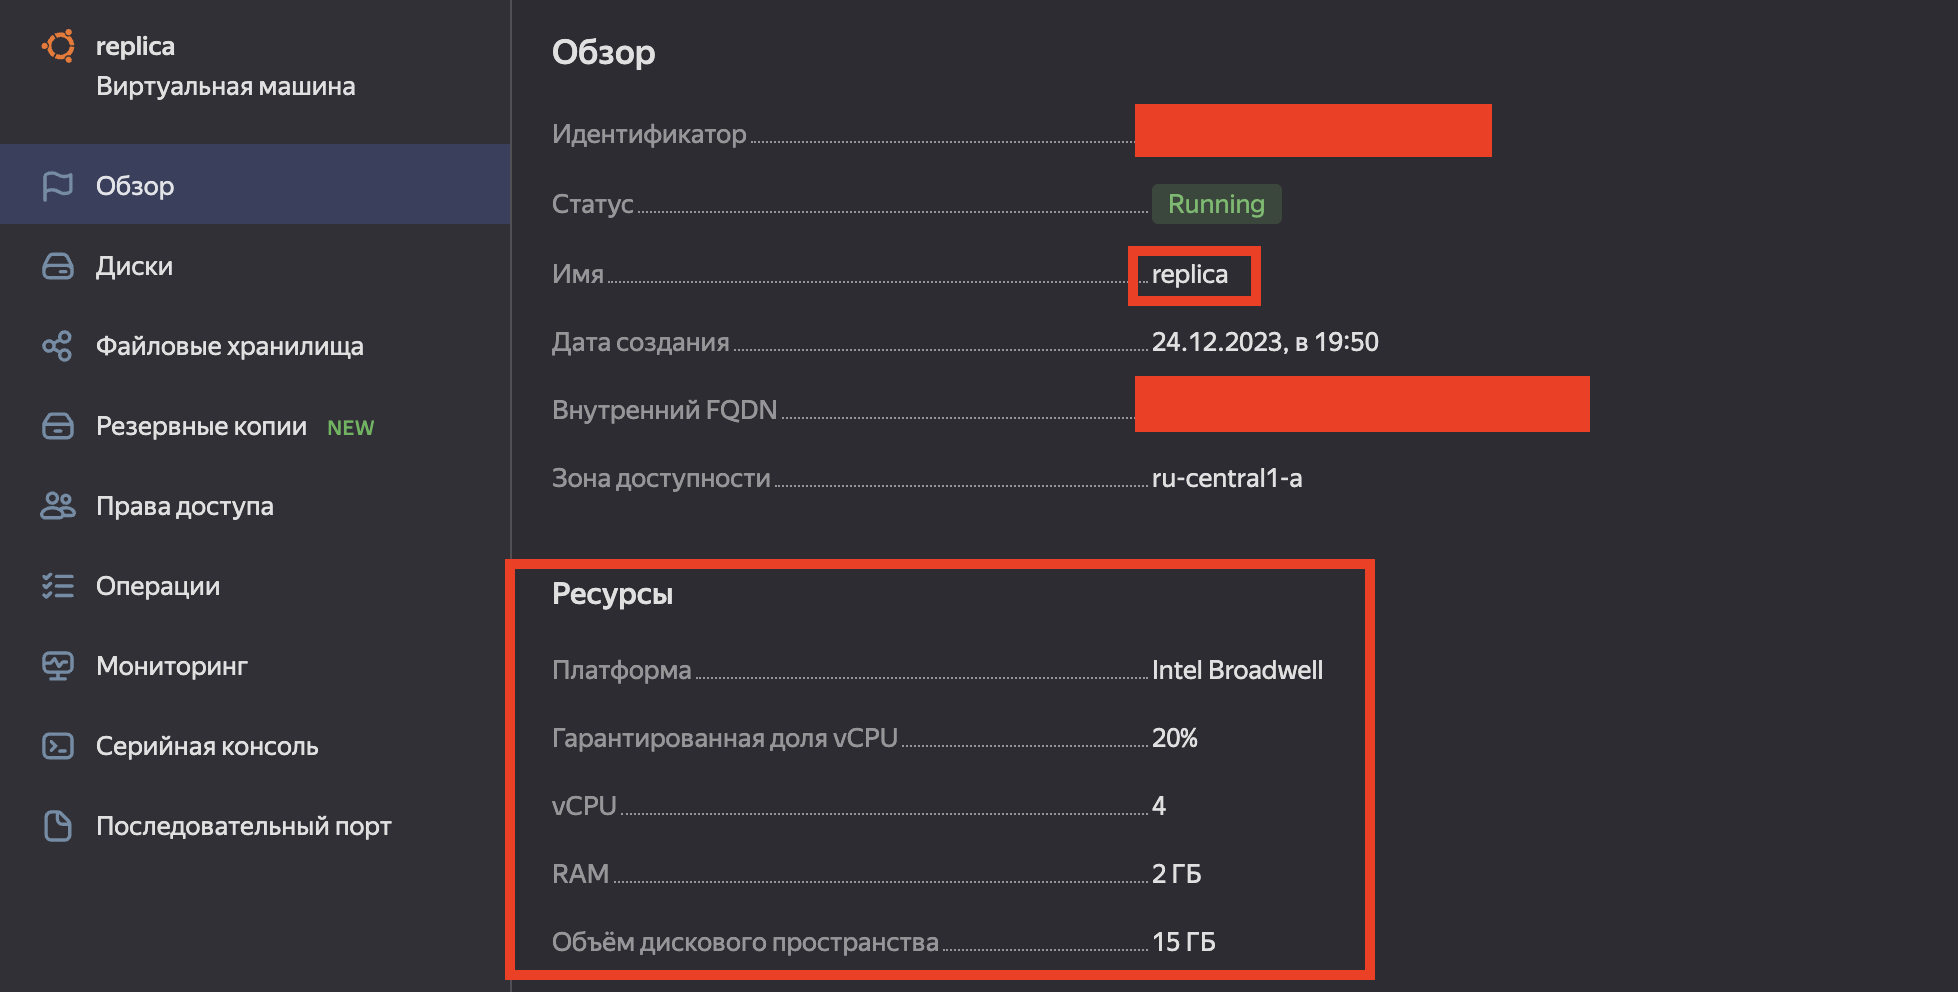 replica
Виртуальная машина
Обзор
Диски
Файловые хранилища
Резервные копии NEW
Права доступа
Операции
Мониторинг
Серийная консоль
Последовательный порт
Обзор
Идентификатор
Статус Running
Имя replica
Дата создания 24.12.2023, в 19:50
Внутренний FQDN
Зона доступности ru-central1-a
Ресурсы
Платформа Intel Broadwell
Гарантированная доля vCPU 20%
vCPU 4
RAM 2 ГБ
Объём дискового пространства 15 ГБ